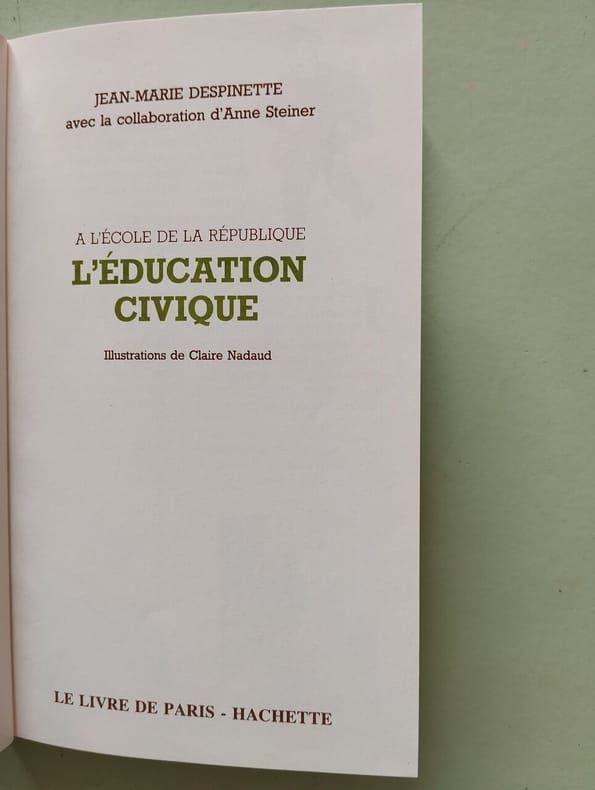 JEAN-MARIE DESPINETTE
avec la collaboration d'Anne Steiner
A L'ÉCOLE DE LA RÉPUBLIQUE
L'ÉDUCATION
CIVIQUE
Illustrations de Claire Nadaud
LE LIVRE DE PARIS - HACHETTE